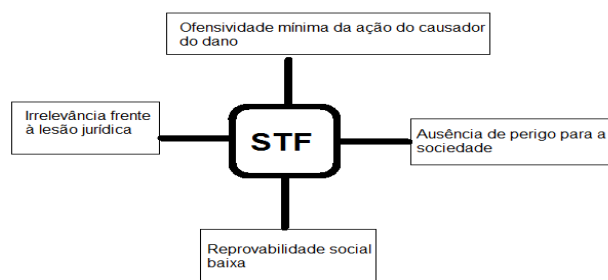 Ofensividade mínima da ação do causador
do dano
Irrelevância frente
à lesão jurídica
STF
Ausência de perigo para a
sociedade
Reprovabilidade social
baixa